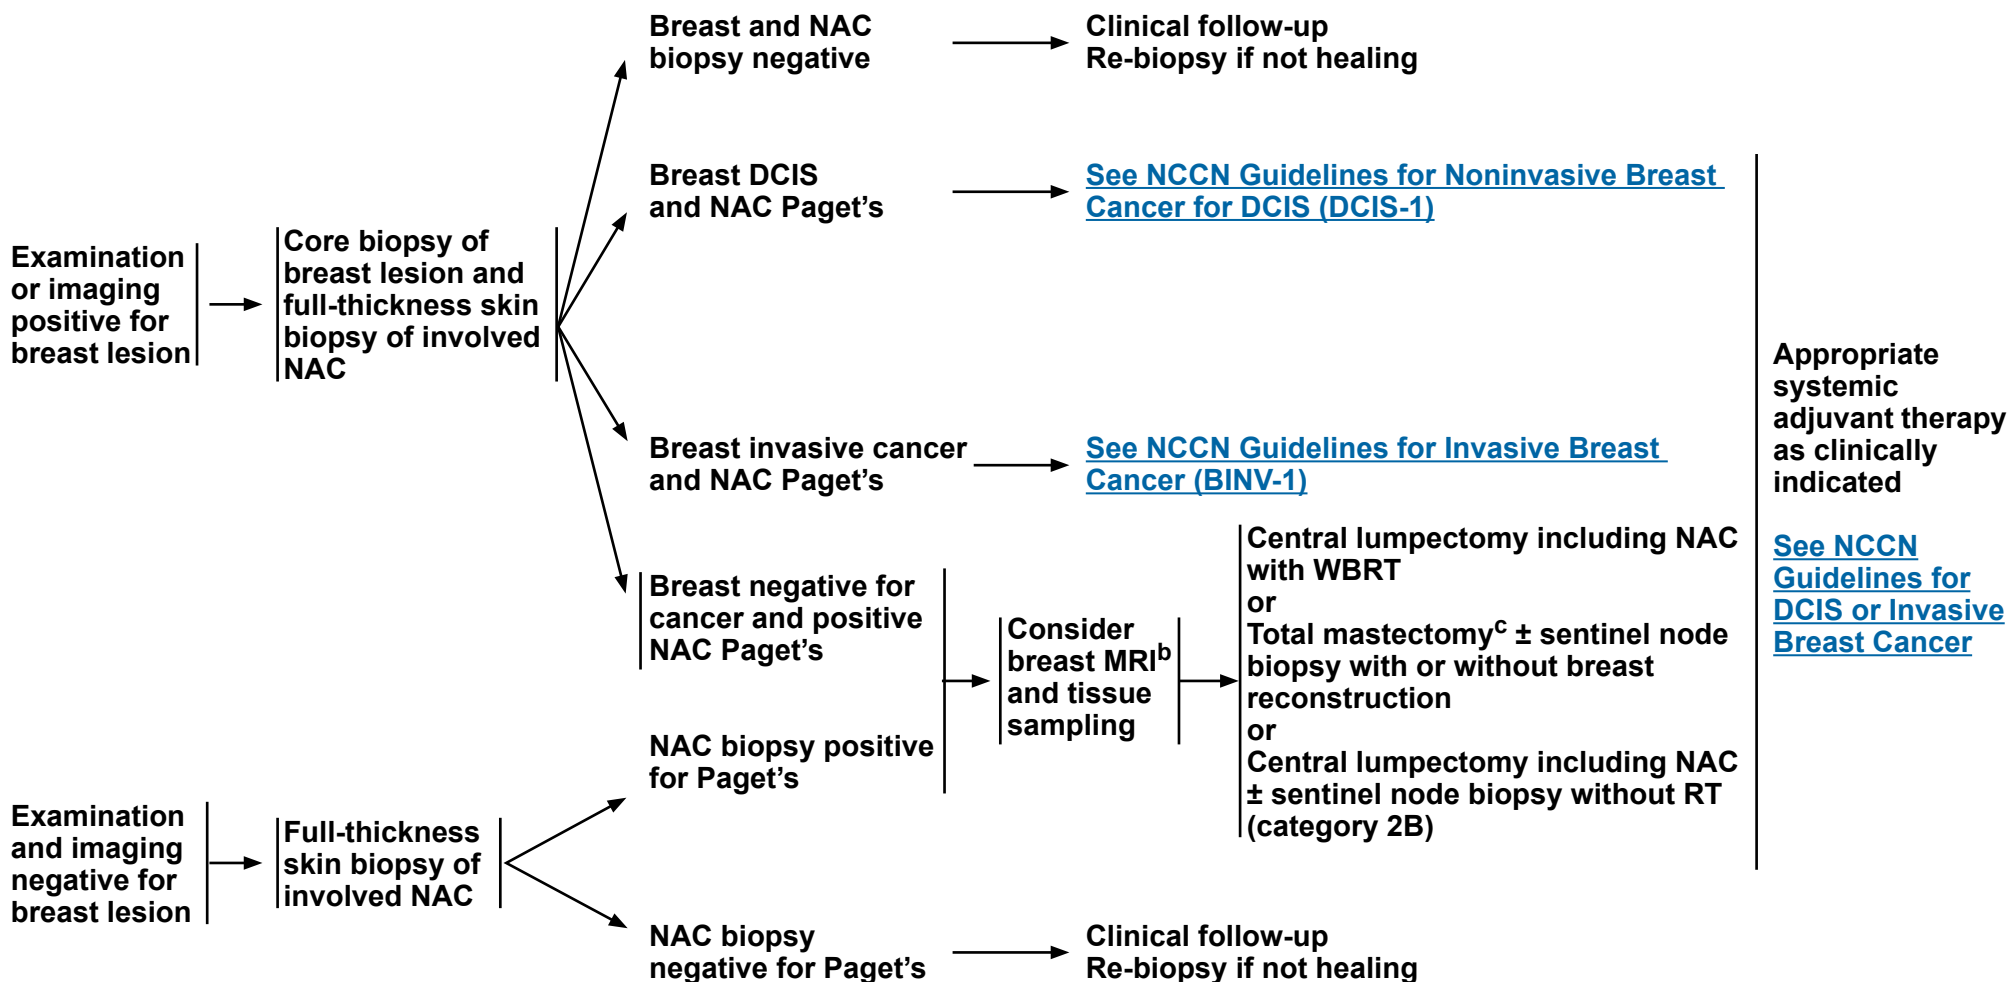 Examination
or imaging
positive for
breast lesion
Core biopsy of
breast lesion and
full-thickness skin
biopsy of involved
NAC
Breast and NAC
biopsy negative
Clinical follow-up
Re-biopsy if not healing
Breast DCIS
and NAC Paget’s
See NCCN Guidelines for Noninvasive Breast
Cancer for DCIS (DCIS-1)
Breast invasive cancer
and NAC Paget’s
See NCCN Guidelines for Invasive Breast
Cancer (BINV-1)
Breast negative for
cancer and positive
NAC Paget’s
Examination
and imaging
negative for
breast lesion
Full-thickness
skin biopsy of
involved NAC
NAC biopsy positive
for Paget’s
Consider
breast MRIb
and tissue
sampling
Central lumpectomy including NAC
with WBRT
or
Total mastectomyc ± sentinel node
biopsy with or without breast
reconstruction
or
Central lumpectomy including NAC
± sentinel node biopsy without RT
(category 2B)
NAC biopsy
negative for Paget’s
Clinical follow-up
Re-biopsy if not healing
Appropriate
systemic
adjuvant therapy
as clinically
indicated
See NCCN
Guidelines for
DCIS or Invasive
Breast Cancer